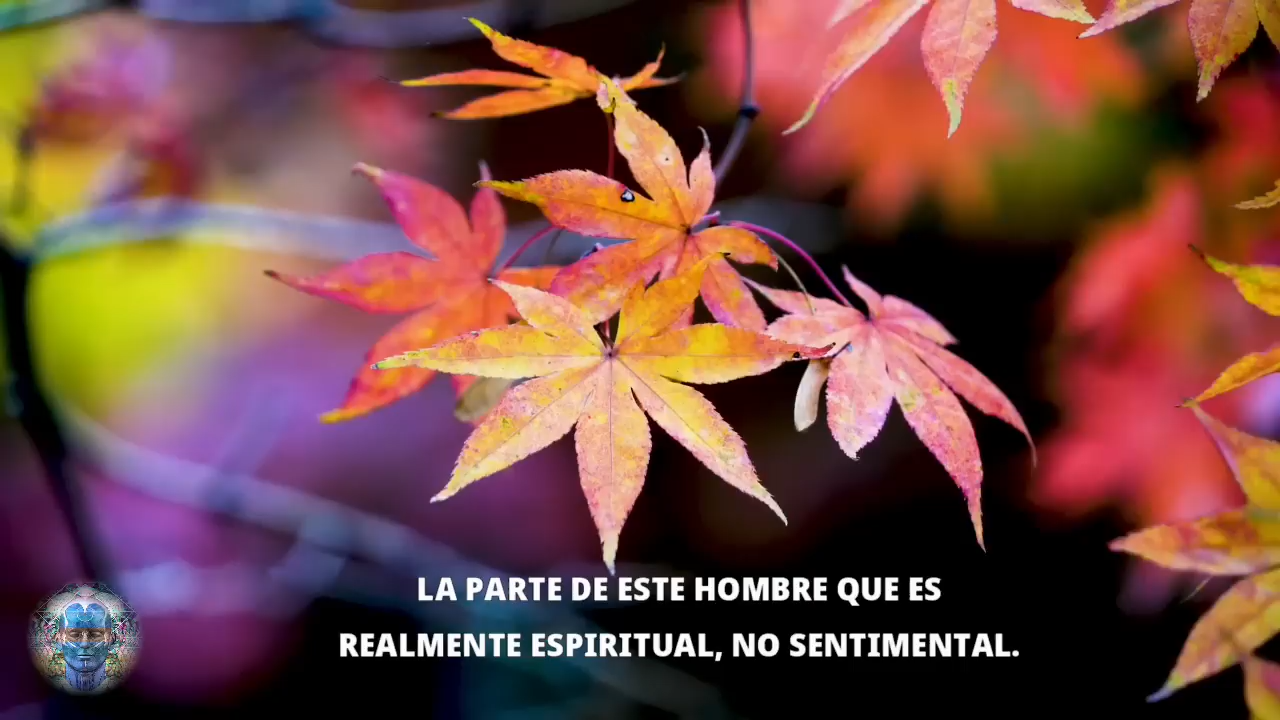 LA PARTE DE ESTE HOMBRE QUE ES
REALMENTE ESPIRITUAL, NO SENTIMENTAL.